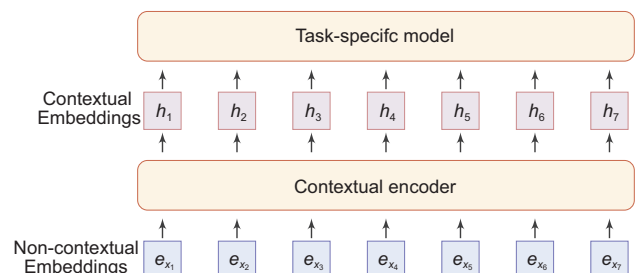 Task-specifc model
Contextual
Embeddings
h1 h2 h3 h4 h5 h6 h7
Contextual encoder
Non-contextual
Embeddings
ex1 ex2 ex3 ex4 ex5 ex6 ex7